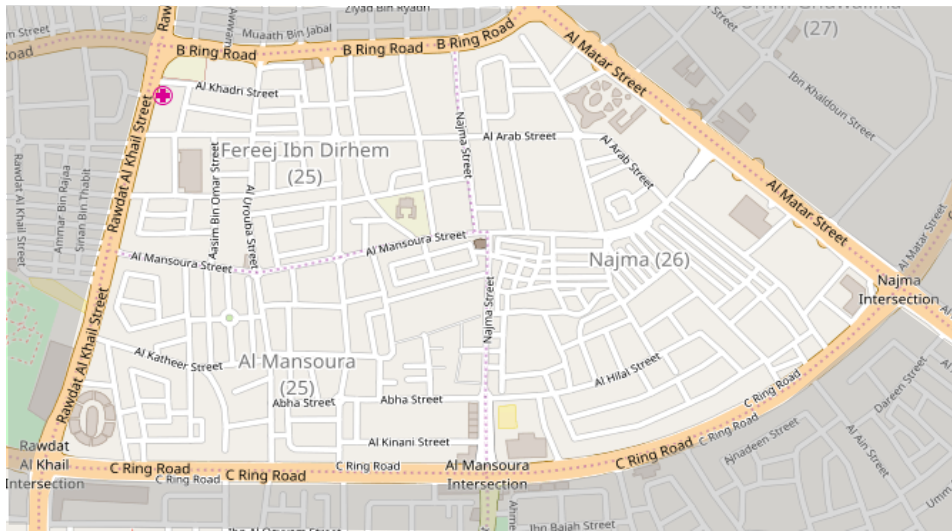 Ziyad Bin Ryadh
Umm Ghuwailina
(27)
Muaath Bin Jabal
B Ring Road
B Ring Road
B Ring Road
Al Matar Street
Road
Al Khadri Street
Ibn Khaldoun Street
Rawdat Al Khail Street
Najma Street
Al Arab Street
Al Arab Street
Fereej Ibn Dirhem
(25)
Rawdat Al Khail Street
Ammar Bin Rajaa
Sinan Bin Thabit
Aasim Bin Omar Street
Al Urouba Street
Al Matar Street
Al Mansoura Street
Al Mansoura Street
Najma (26)
Al Matar Street
Najma
Intersection
Najma Street
Rawdat Al Khail Street
Al Katheer Street
Al Mansoura
(25)
Al Hilal Street
Abha Street
Abha Street
C Ring Road
Dareen Street
Al Kinani Street
C Ring Road
C Ring Road
Ajnadeen Street
Al Ain Street
Rawdat
Al Khail
Intersection
C Ring Road
C Ring Road
C Ring Road
C Ring Road
Al Mansoura
Intersection
Ibn Bajah Street